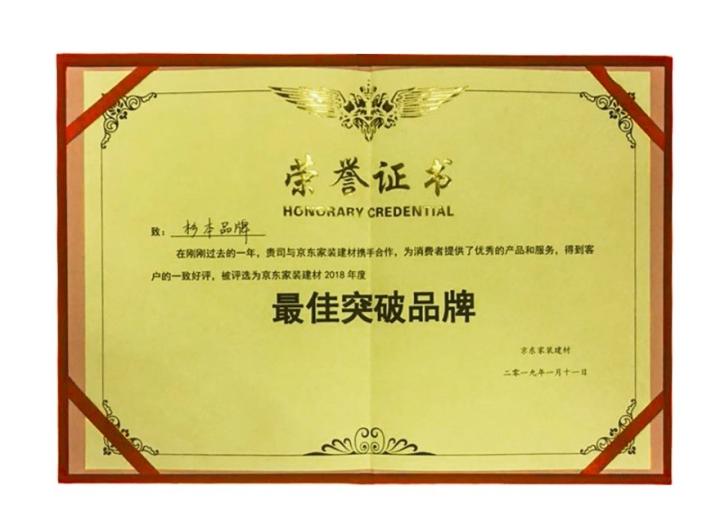 荣誉证书
HONORARY CREDENTIAL
致：杉本品牌
在刚刚过去的一年，贵司与京东家装建材携手合作，为消费者提供了优秀的产品和服务，得到客
户的一致好评，被评选为京东家装建材 2018 年度
最佳突破品牌
京东家装建材
二零一九年一月十一日